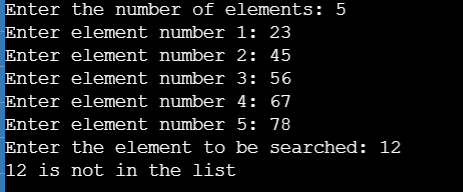 Enter the number of elements: 5
Enter element number 1: 23
Enter element number 2: 45
Enter element number 3: 56
Enter element number 4: 67
Enter element number 5: 78
Enter the element to be searched: 12
12 is not in the list